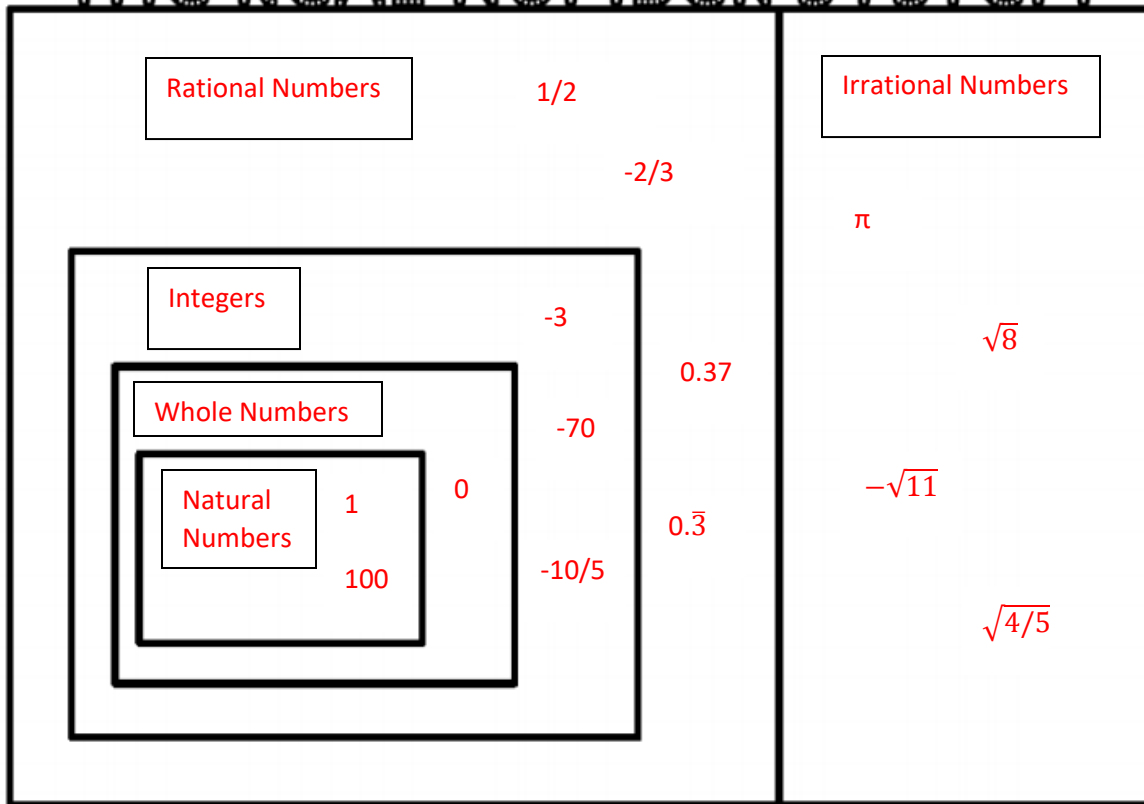 Rational Numbers
1/2
Irrational Numbers
-2/3
π
Integers
-3
√8
0.37
Whole Numbers
-70
Natural
Numbers
1
0
−√11
0.3̅
100
-10/5
√4/5